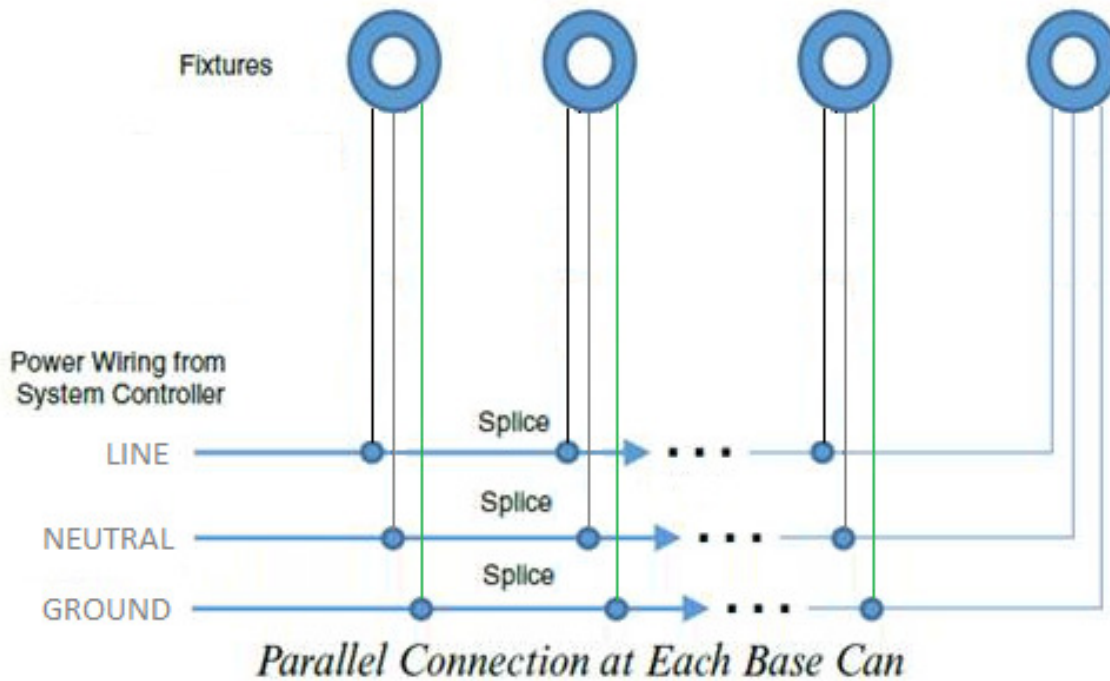 Fixtures
Power Wiring from
System Controller
Splice
LINE
Splice
NEUTRAL
Splice
GROUND
Parallel Connection at Each Base Can